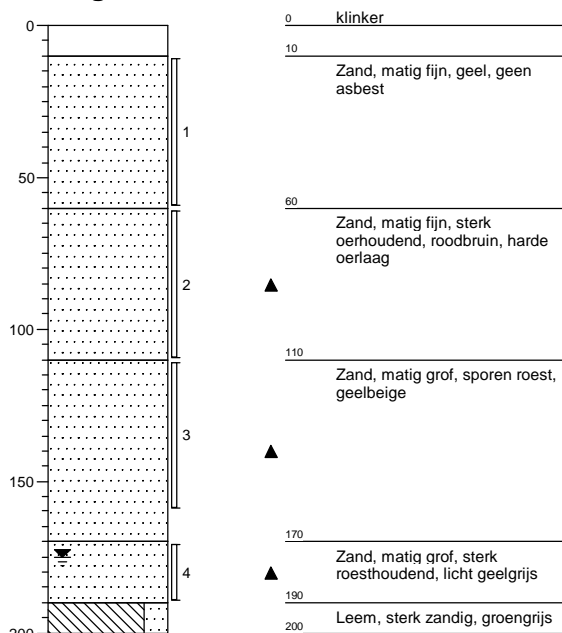 0
klinker
0
10
Zand, matig fijn, geel, geen
asbest
1
50
60
Zand, matig fijn, sterk
oerhoudend, roodbruin, harde
oerlaag
2
100
110
Zand, matig grof, sporen roest,
geelbeige
3
150
170
Zand, matig grof, sterk
roesthoudend, licht geelgrijs
4
190
Leem, sterk zandig, groengrijs
200
200